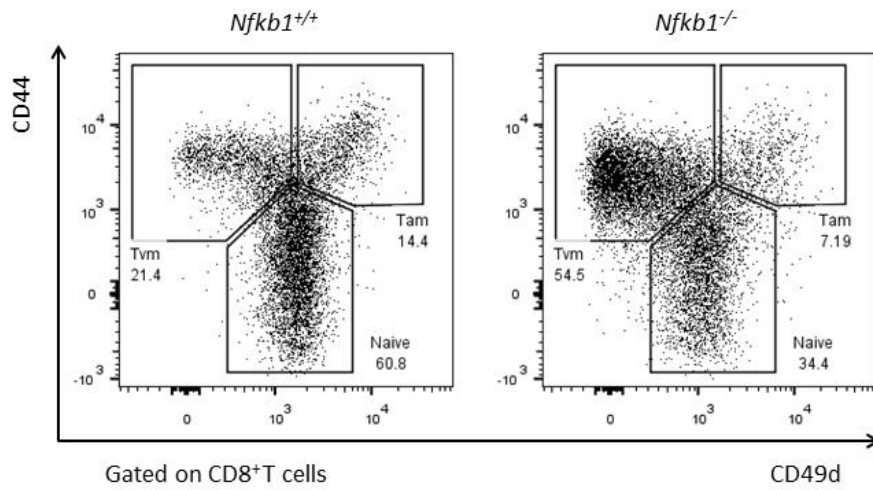 Nfkb1+/+
Nfkb1-/-
CD44
10⁴
10³
0
-10³
Tvm
21.4
Tam
14.4
Naive
60.8
0
10³
10⁴
Tvm
54.5
Tam
7.19
Naive
34.4
10⁴
10³
0
-10³
0
10³
10⁴
Gated on CD8⁺T cells
CD49d